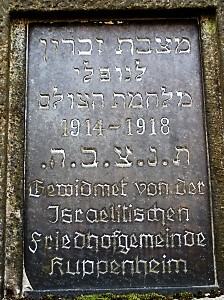 מצבת זכרון
לנופלי
מלחמת העולם
1914-1918
ת.נ.צ.ב.ה.
Gewidmet von der
Israelitischen
Friedhofgemeinde
Kuppenheim